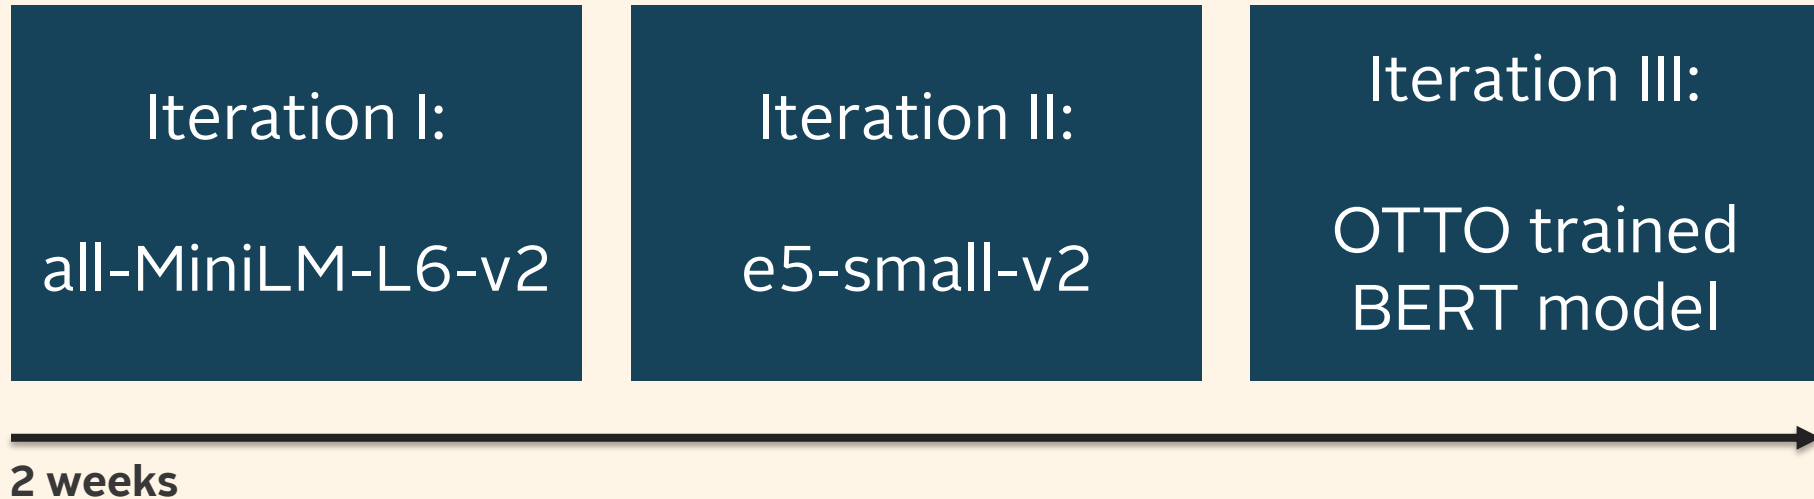 Iteration I:
all-MiniLM-L6-v2
Iteration II:
e5-small-v2
Iteration III:
OTTO trained
BERT model
2 weeks